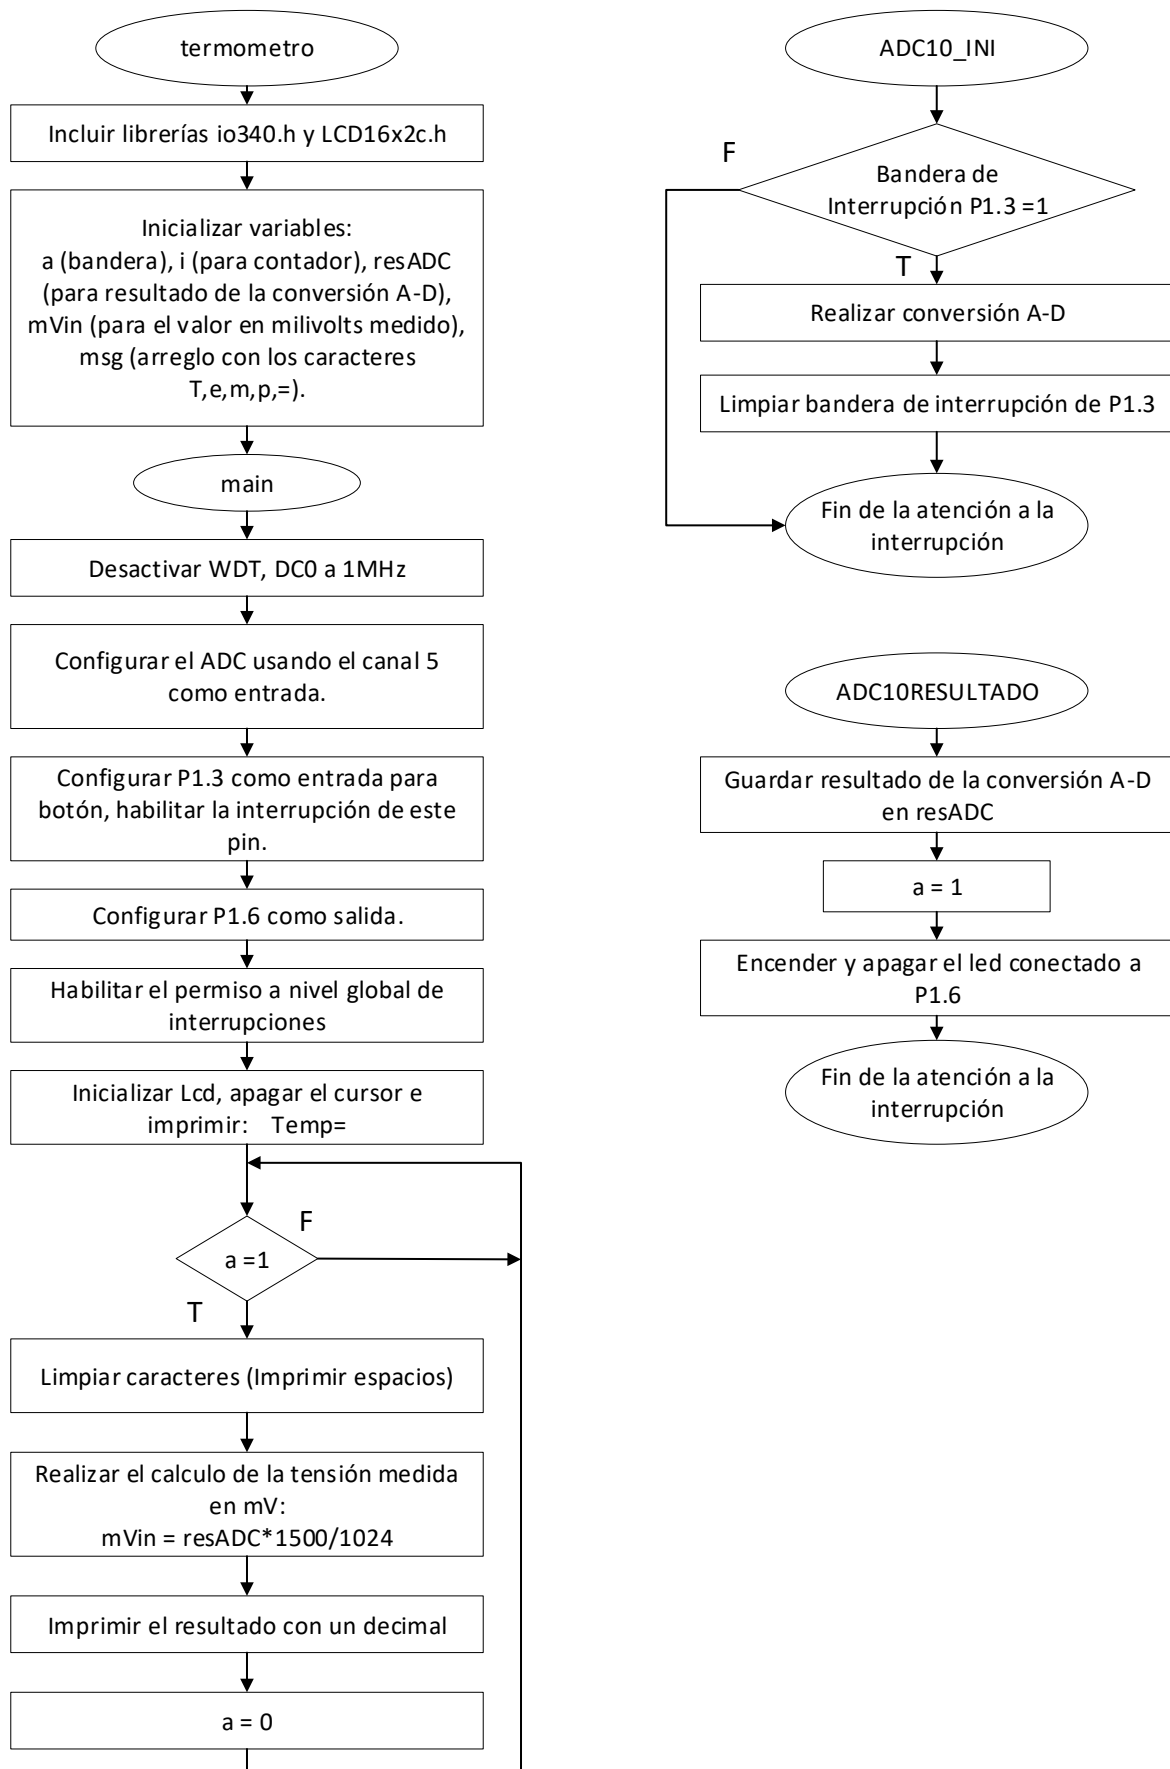 termometro
Incluir librerías io340.h y LCD16x2c.h
Inicializar variables:
a (bandera), i (para contador), resADC
(para resultado de la conversión A-D),
mVin (para el valor en milivolts medido),
msg (arreglo con los caracteres
T,e,m,p,=).
main
Desactivar WDT, DC0 a 1MHz
Configurar el ADC usando el canal 5
como entrada.
Configurar P1.3 como entrada para
botón, habilitar la interrupción de este
pin.
Configurar P1.6 como salida.
Habilitar el permiso a nivel global de
interrupciones
Inicializar Lcd, apagar el cursor e
imprimir:   Temp=
F
a =1
T
Limpiar caracteres (Imprimir espacios)
Realizar el calculo de la tensión medida
en mV:
mVin = resADC*1500/1024
Imprimir el resultado con un decimal
a = 0
ADC10_INI
F
Bandera de
Interrupción P1.3 =1
T
Realizar conversión A-D
Limpiar bandera de interrupción de P1.3
Fin de la atención a la
interrupción
ADC10RESULTADO
Guardar resultado de la conversión A-D
en resADC
a = 1
Encender y apagar el led conectado a
P1.6
Fin de la atención a la
interrupción